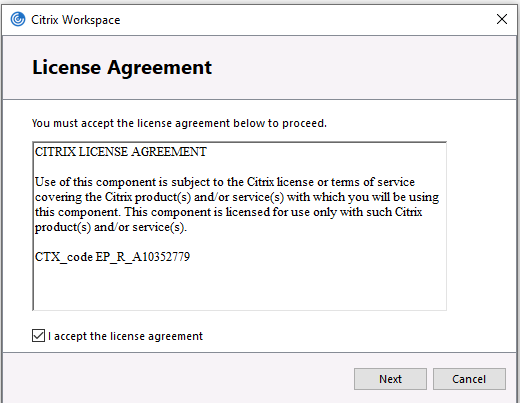 Citrix Workspace
License Agreement
You must accept the license agreement below to proceed.
CITRIX LICENSE AGREEMENT
Use of this component is subject to the Citrix license or terms of service
covering the Citrix product(s) and/or service(s) with which you will be using
this component. This component is licensed for use only with such Citrix
product(s) and/or service(s).
CTX_code EP_R_A10352779
I accept the license agreement
Next
Cancel